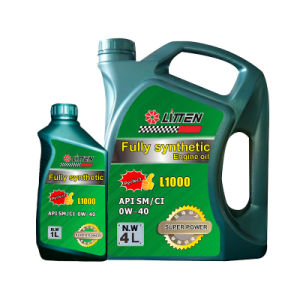 LITTEN
Fully synthetic
Engine oil
L1000
API SM/CI
0W-40
SUPER POWER
N.W
4L
LITTEN
Fully synthetic
L1000
API SM/CI 0W-40
N.W
1L